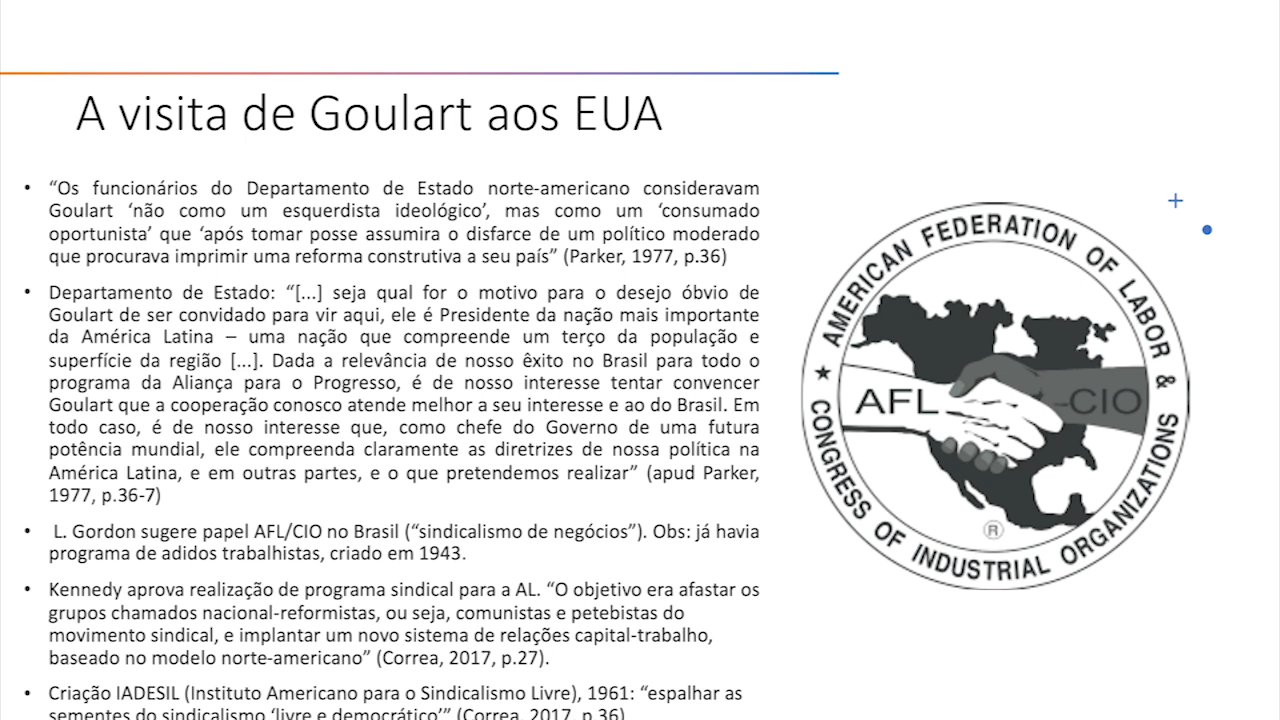 A visita de Goulart aos EUA
• “Os funcionários do Departamento de Estado norte-americano consideravam
Goulart ‘não como um esquerdista ideológico’, mas como um ‘consumado
oportunista’ que ‘após tomar posse assumira o disfarce de um político moderado
que procurava imprimir uma reforma construtiva a seu país” (Parker, 1977, p.36)
• Departamento de Estado: “[...] seja qual for o motivo para o desejo óbvio de
Goulart de ser convidado para vir aqui, ele é Presidente da nação mais importante
da América Latina – uma nação que compreende um terço da população e
superfície da região [...]. Dada a relevância de nosso êxito no Brasil para todo o
programa da Aliança para o Progresso, é de nosso interesse tentar convencer
Goulart que a cooperação conosco atende melhor a seu interesse e ao do Brasil. Em
todo caso, é de nosso interesse que, como chefe do Governo de uma futura
potência mundial, ele compreenda claramente as diretrizes de nossa política na
América Latina, e em outras partes, e o que pretendemos realizar” (apud Parker,
1977, p.36-7)
• L. Gordon sugere papel AFL/CIO no Brasil (“sindicalismo de negócios”). Obs: já havia
programa de adidos trabalhistas, criado em 1943.
• Kennedy aprova realização de programa sindical para a AL. “O objetivo era afastar os
grupos chamados nacional-reformistas, ou seja, comunistas e petebistas do
movimento sindical, e implantar um novo sistema de relações capital-trabalho,
baseado no modelo norte-americano” (Correa, 2017, p.27).
• Criação IADESIL (Instituto Americano para o Sindicalismo Livre), 1961: “espalhar as
sementes do sindicalismo ‘livre e democrático’” (Correa, 2017, p.36)
★ AMERICAN FEDERATION OF LABOR &
CONGRESS OF INDUSTRIAL ORGANIZATIONS
AFL-CIO
®